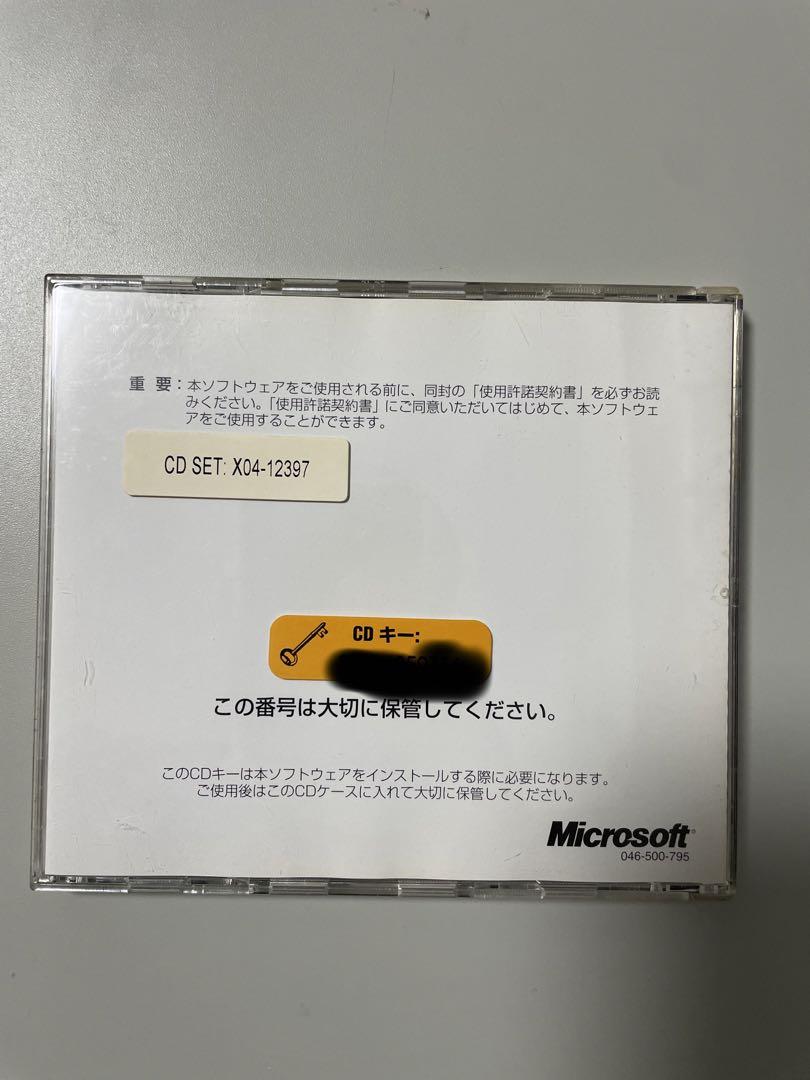 重 要：本ソフトウェアをご使用される前に、同封の「使用許諾契約書」を必ずお読
みください。「使用許諾契約書」にご同意いただいてはじめて、本ソフトウェ
アをご使用することができます。
CD SET: X04-12397
CD キー:
この番号は大切に保管してください。
このCDキーは本ソフトウェアをインストールする際に必要になります。
ご使用後はこのCDケースに入れて大切に保管してください。
Microsoft®
046-500-795